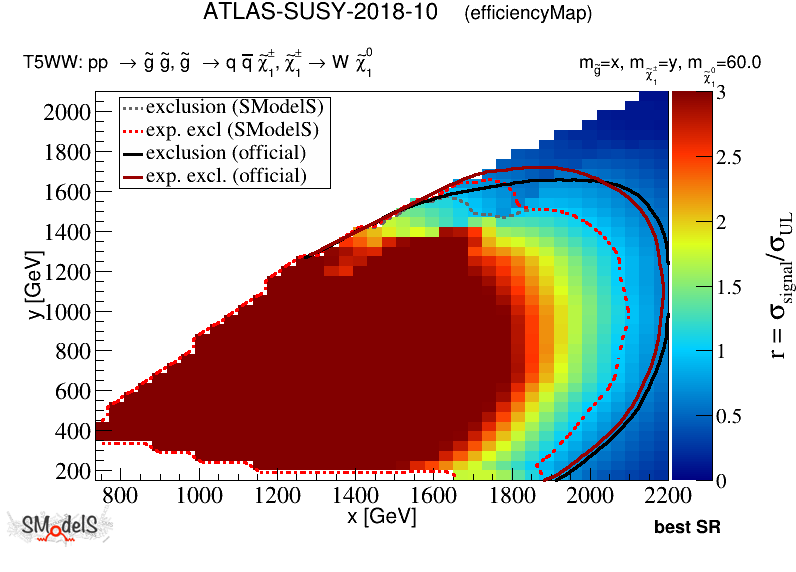 ATLAS-SUSY-2018-10 (efficiencyMap)
T5WW: pp → g̃ g̃, g̃ → q q̅ χ̃₁±, χ̃₁± → W χ̃₁⁰
m_g̃=x, m_χ̃₁±=y, m_χ̃₁⁰=60.0
exclusion (SModelS)
exp. excl (SModelS)
exclusion (official)
exp. excl. (official)
2000
1800
1600
1400
1200
1000
800
600
400
200
y [GeV]
800 1000 1200 1400 1600 1800 2000 2200
x [GeV]
3
2.5
2
1.5
1
0.5
0
r = σ_signal/σ_UL
best SR
SModelS